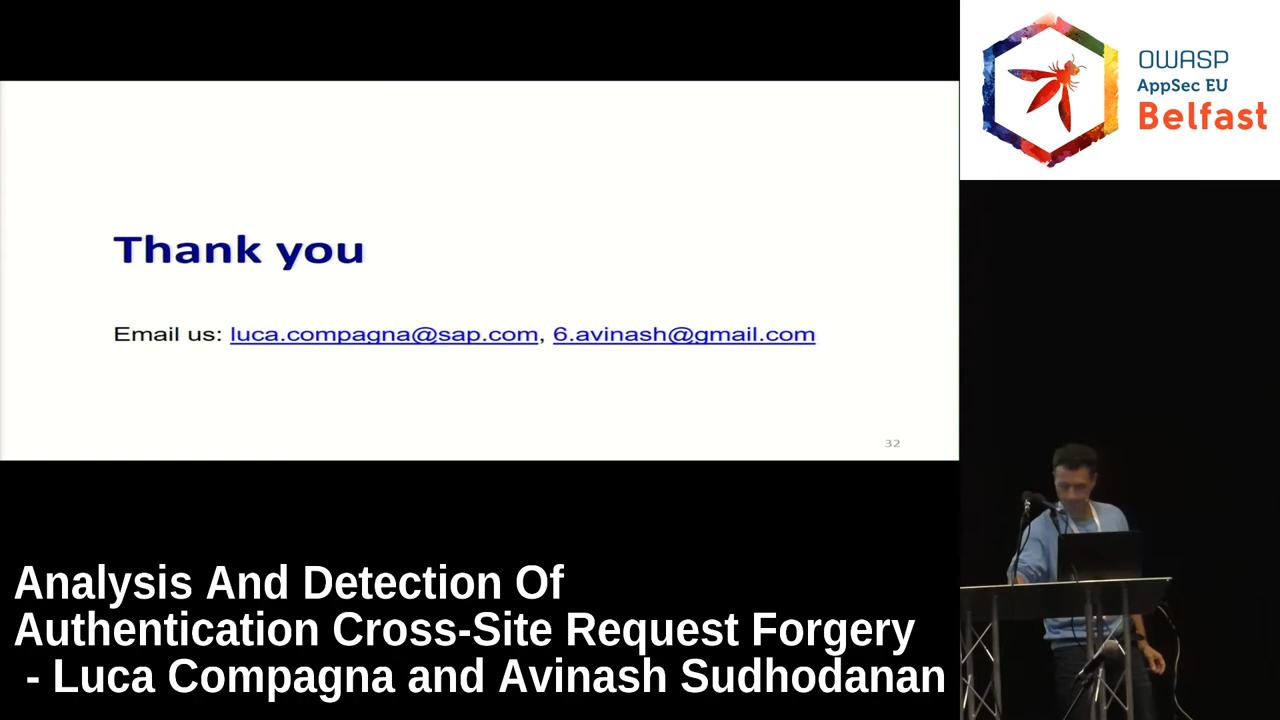 Thank you
Email us: luca.compagna@sap.com, 6.avinash@gmail.com
32
OWASP
AppSec EU
Belfast
Analysis And Detection Of
Authentication Cross-Site Request Forgery
- Luca Compagna and Avinash Sudhodanan